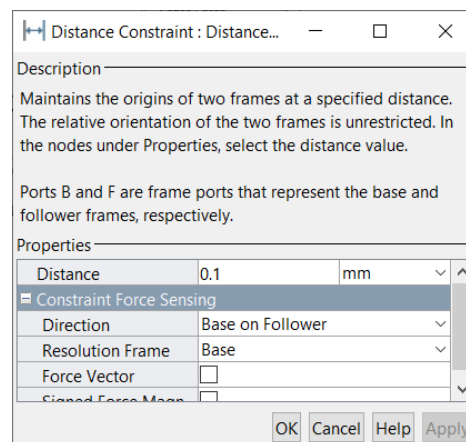 Distance Constraint : Distance...
Description
Maintains the origins of two frames at a specified distance.
The relative orientation of the two frames is unrestricted. In
the nodes under Properties, select the distance value.
Ports B and F are frame ports that represent the base and
follower frames, respectively.
Properties
Distance 0.1 mm
Constraint Force Sensing
Direction Base on Follower
Resolution Frame Base
Force Vector
Signed Force Magn
OK Cancel Help Apply